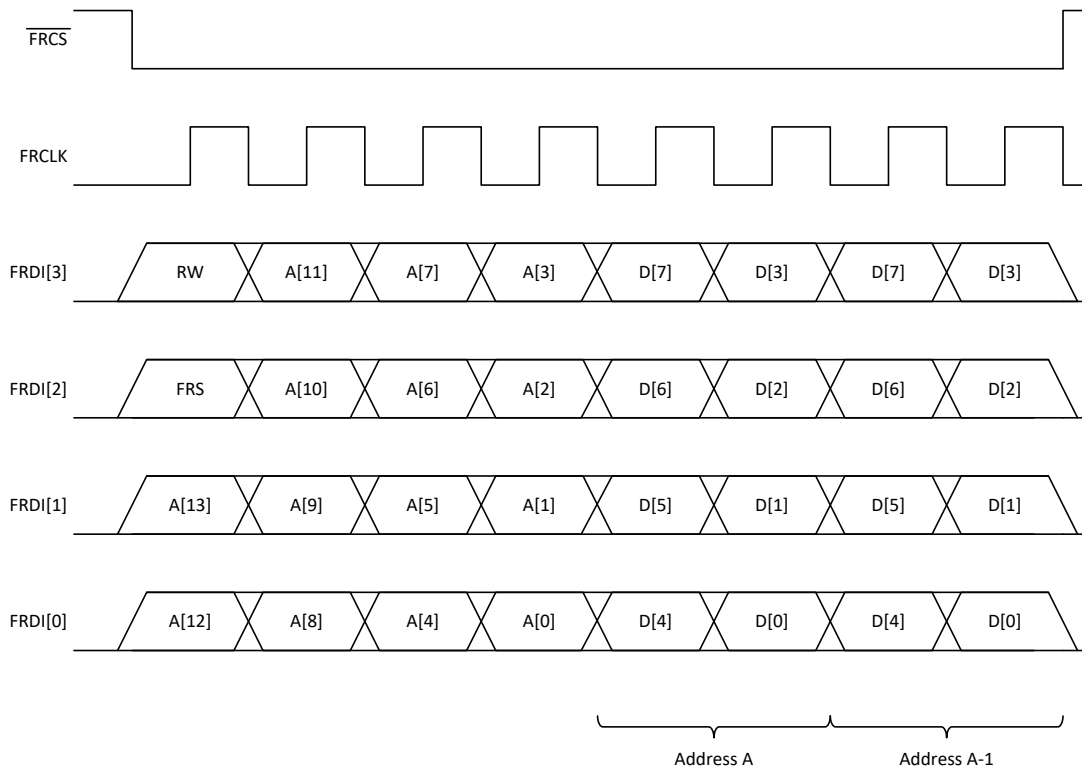 FRCS
FRCLK
FRDI[3] RW A[11] A[7] A[3] D[7] D[3] D[7] D[3]
FRDI[2] FRS A[10] A[6] A[2] D[6] D[2] D[6] D[2]
FRDI[1] A[13] A[9] A[5] A[1] D[5] D[1] D[5] D[1]
FRDI[0] A[12] A[8] A[4] A[0] D[4] D[0] D[4] D[0]
Address A Address A-1